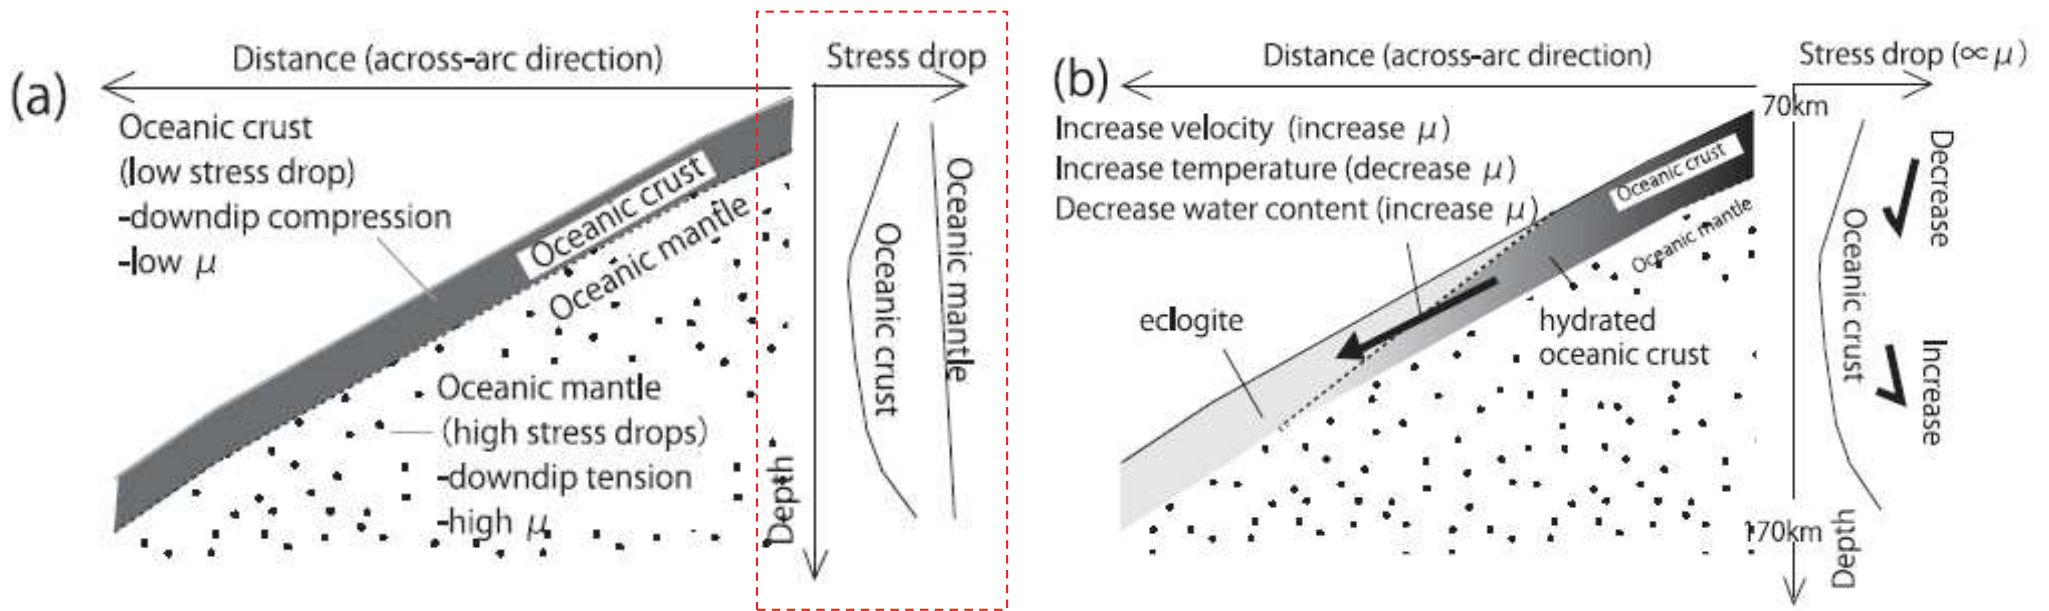 (a)
Distance (across-arc direction)
Stress drop
Oceanic crust
(low stress drop)
-downdip compression
-low μ
Oceanic crust
Oceanic mantle
Oceanic mantle
(high stress drops)
-downdip tension
-high μ
Depth
Oceanic crust
Oceanic mantle
(b)
Distance (across-arc direction)
Stress drop (∝ μ)
70km
Increase velocity (increase μ)
Increase temperature (decrease μ)
Decrease water content (increase μ)
Oceanic crust
Oceanic mantle
eclogite
hydrated
oceanic crust
Oceanic crust
Decrease
Increase
170km
Depth